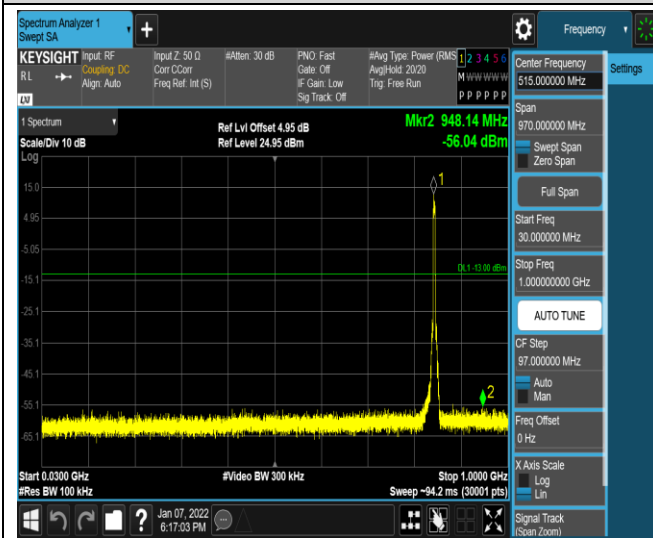 Spectrum Analyzer 1
Swept SA
+
Frequency
KEYSIGHT
RL
LXI
Input: RF
Coupling: DC
Align: Auto
Input Z: 50 Ω
Corr CCorr
Freq Ref: Int (S)
#Atten: 30 dB
PNO: Fast
Gate: Off
IF Gain: Low
Sig Track: Off
#Avg Type: Power (RMS
Avg|Hold: 20/20
Trig: Free Run
1 2 3 4 5 6
M W W W W W
P P P P P P
Settings
Center Frequency
515.000000 MHz
Span
970.000000 MHz
Swept Span
Zero Span
Full Span
Start Freq
30.000000 MHz
Stop Freq
1.000000000 GHz
AUTO TUNE
CF Step
97.000000 MHz
Auto
Man
Freq Offset
0 Hz
X Axis Scale
Log
Lin
Signal Track
(Span Zoom)
1 Spectrum
Scale/Div 10 dB
Log
Ref Lvl Offset 4.95 dB
Ref Level 24.95 dBm
Mkr2 948.14 MHz
-56.04 dBm
1
15.0
4.95
-5.05
DL1 -13.00 dBm
-15.1
-25.1
-35.1
-45.1
2
-55.1
-65.1
Start 0.0300 GHz
#Res BW 100 kHz
#Video BW 300 kHz
Stop 1.0000 GHz
Sweep ~94.2 ms (30001 pts)
?
Jan 07, 2022
6:17:03 PM